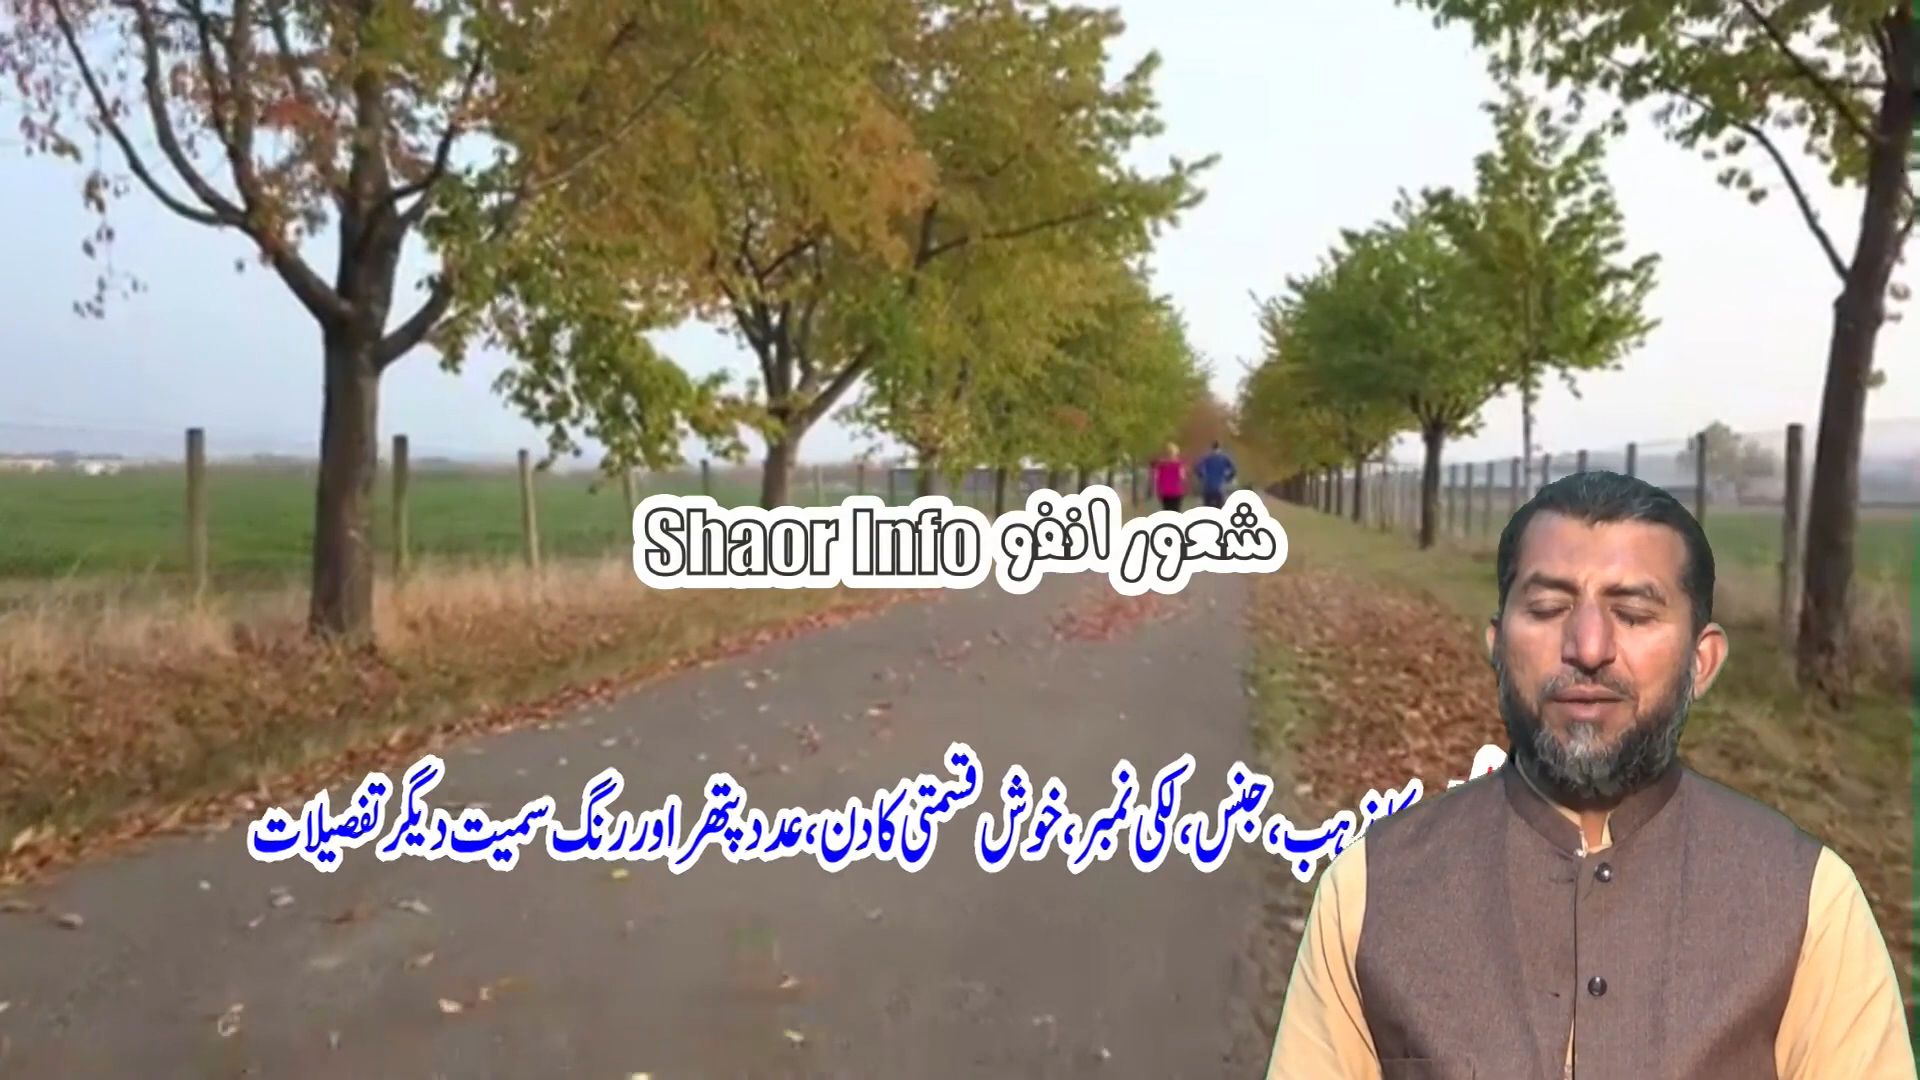 Shaor Info شعور انفو
مذہب، جنس، لکی نمبر، خوش قسمتی کا دن، عدد پتھر اور رنگ سمیت دیگر تفصیلات